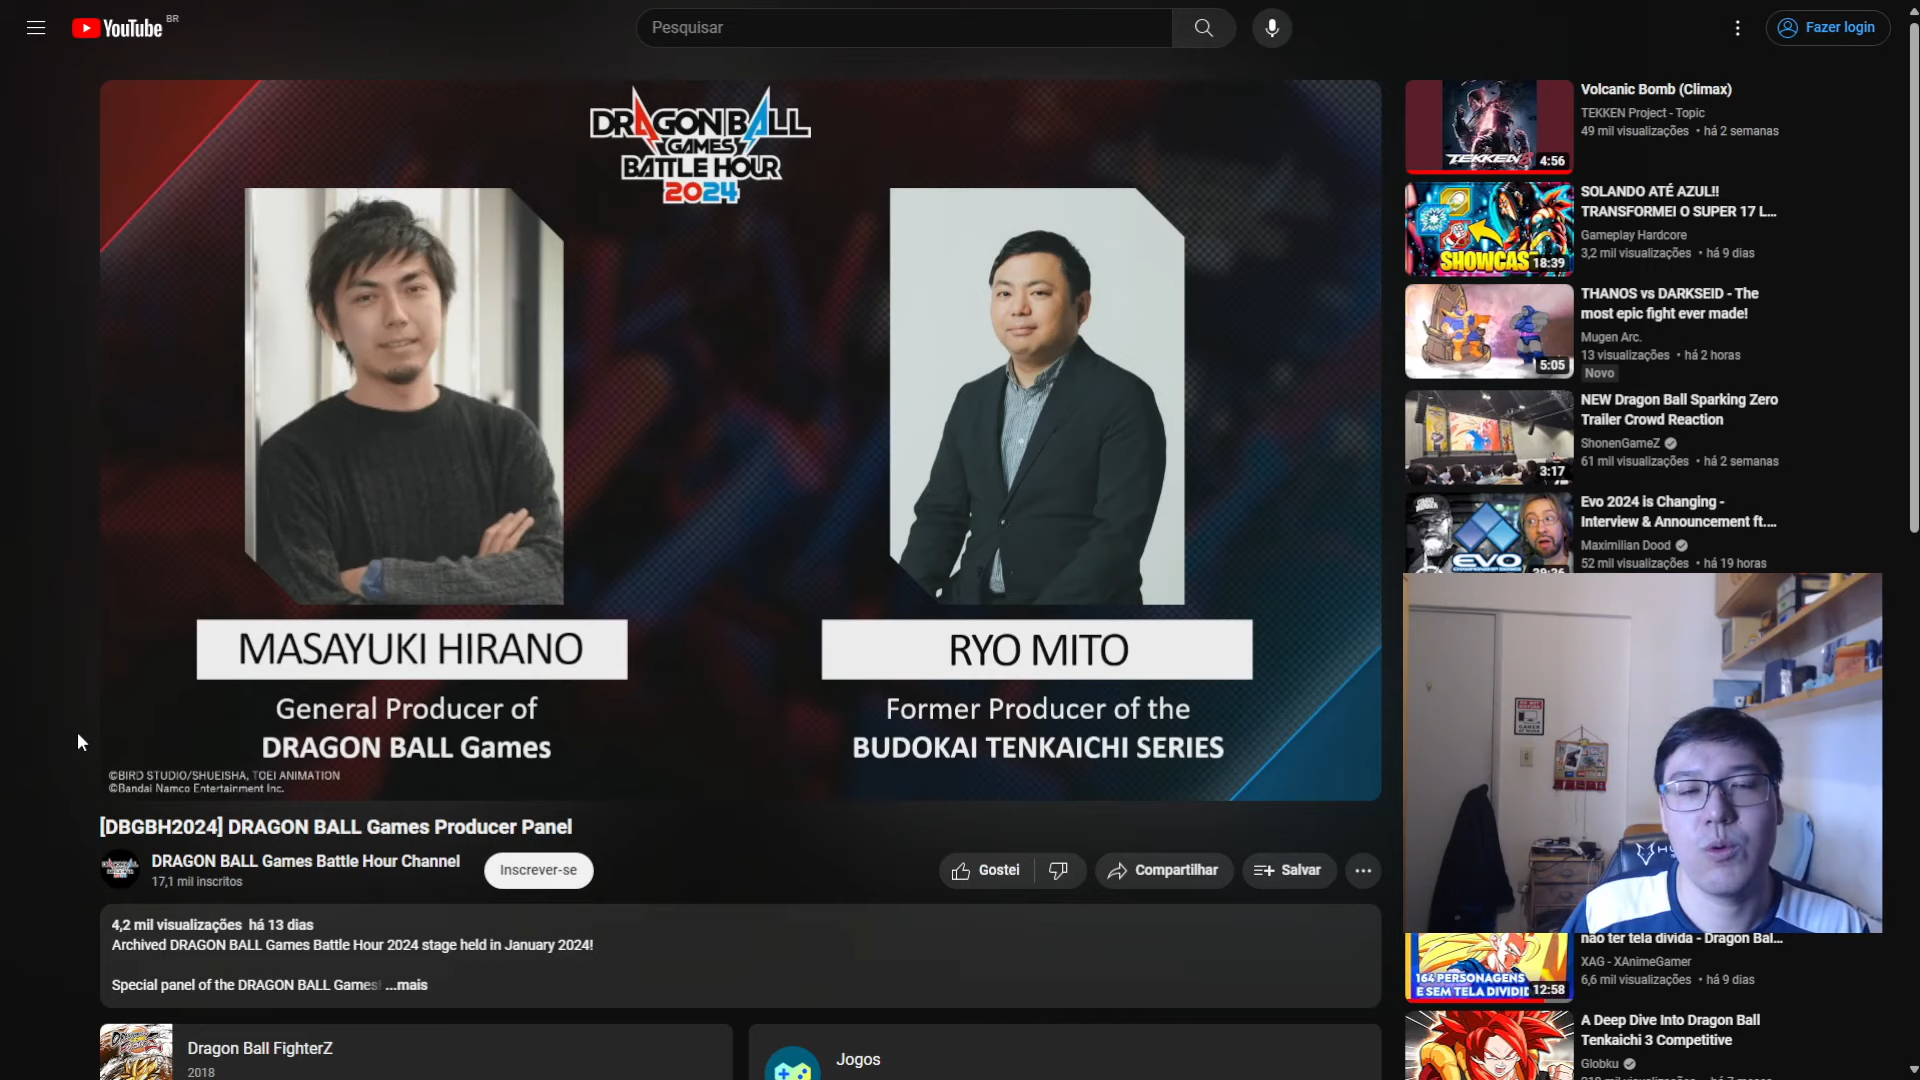 YouTube BR
Pesquisar
Fazer login
DRAGON BALL
GAMES
BATTLE HOUR
2024
MASAYUKI HIRANO
General Producer of
DRAGON BALL Games
RYO MITO
Former Producer of the
BUDOKAI TENKAICHI SERIES
©BIRD STUDIO/SHUEISHA, TOEI ANIMATION
©Bandai Namco Entertainment Inc.
[DBGBH2024] DRAGON BALL Games Producer Panel
DRAGON BALL Games Battle Hour Channel
17,1 mil inscritos
Inscrever-se
Gostei
Compartilhar
Salvar
4,2 mil visualizações há 13 dias
Archived DRAGON BALL Games Battle Hour 2024 stage held in January 2024!
Special panel of the DRAGON BALL Games ...mais
Dragon Ball FighterZ
2018
Jogos
TEKKEN 8
4:56
Volcanic Bomb (Climax)
TEKKEN Project - Topic
49 mil visualizações • há 2 semanas
SHOWCAS
18:39
SOLANDO ATÉ AZUL!!
TRANSFORMEI O SUPER 17 L...
Gameplay Hardcore
3,2 mil visualizações • há 9 dias
5:05
THANOS vs DARKSEID - The
most epic fight ever made!
Mugen Arc.
13 visualizações • há 2 horas
Novo
3:17
NEW Dragon Ball Sparking Zero
Trailer Crowd Reaction
ShonenGameZ
61 mil visualizações • há 2 semanas
EVO
Evo 2024 is Changing -
Interview & Announcement ft....
Maximilian Dood
52 mil visualizações • há 19 horas
164 PERSONAGENS
E SEM TELA DIVIDI
12:58
não ter tela divida - Dragon Bal...
XAG - XAnimeGamer
6,6 mil visualizações • há 9 dias
A Deep Dive Into Dragon Ball
Tenkaichi 3 Competitive
Globku